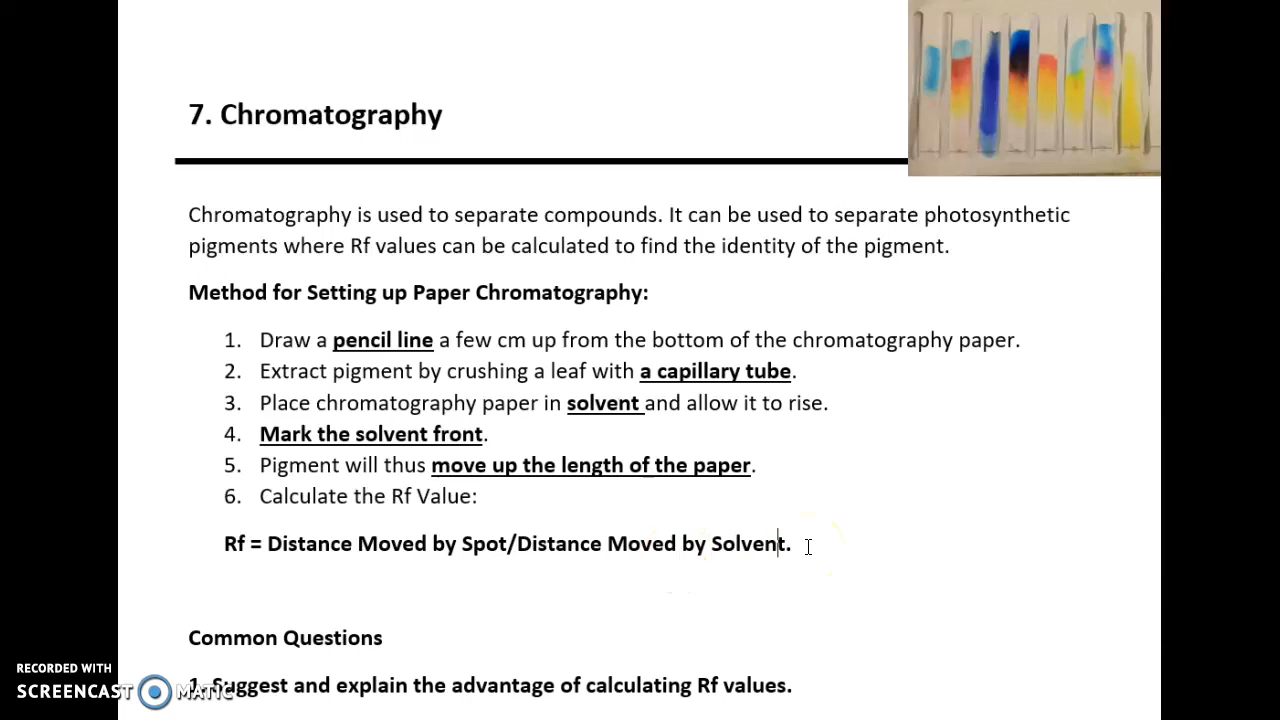 7. Chromatography
Chromatography is used to separate compounds. It can be used to separate photosynthetic
pigments where Rf values can be calculated to find the identity of the pigment.
Method for Setting up Paper Chromatography:
1. Draw a pencil line a few cm up from the bottom of the chromatography paper.
2. Extract pigment by crushing a leaf with a capillary tube.
3. Place chromatography paper in solvent and allow it to rise.
4. Mark the solvent front.
5. Pigment will thus move up the length of the paper.
6. Calculate the Rf Value:
Rf = Distance Moved by Spot/Distance Moved by Solvent.
Common Questions
1. Suggest and explain the advantage of calculating Rf values.
RECORDED WITH
SCREENCAST MATIC